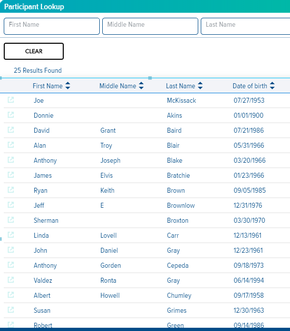 Participant Lookup
First Name Middle Name Last Name
CLEAR
25 Results Found
First Name Middle Name Last Name Date of birth
Joe McKissack 07/27/1953
Donnie Akins 01/01/1900
David Grant Baird 07/21/1986
Alan Troy Blair 05/31/1966
Anthony Joseph Blake 03/20/1966
James Elvis Bratchie 01/23/1966
Ryan Keith Brown 09/05/1985
Jeff E Brownlow 12/31/1976
Sherman Broxton 03/30/1970
Linda Lovell Carr 12/13/1961
John Daniel Gray 12/23/1961
Anthony Gorden Cepeda 09/18/1973
Valdez Ronta Gray 06/14/1994
Albert Howell Chumley 09/17/1958
Susan Grimes 12/30/1963
Robert Green 09/14/1986